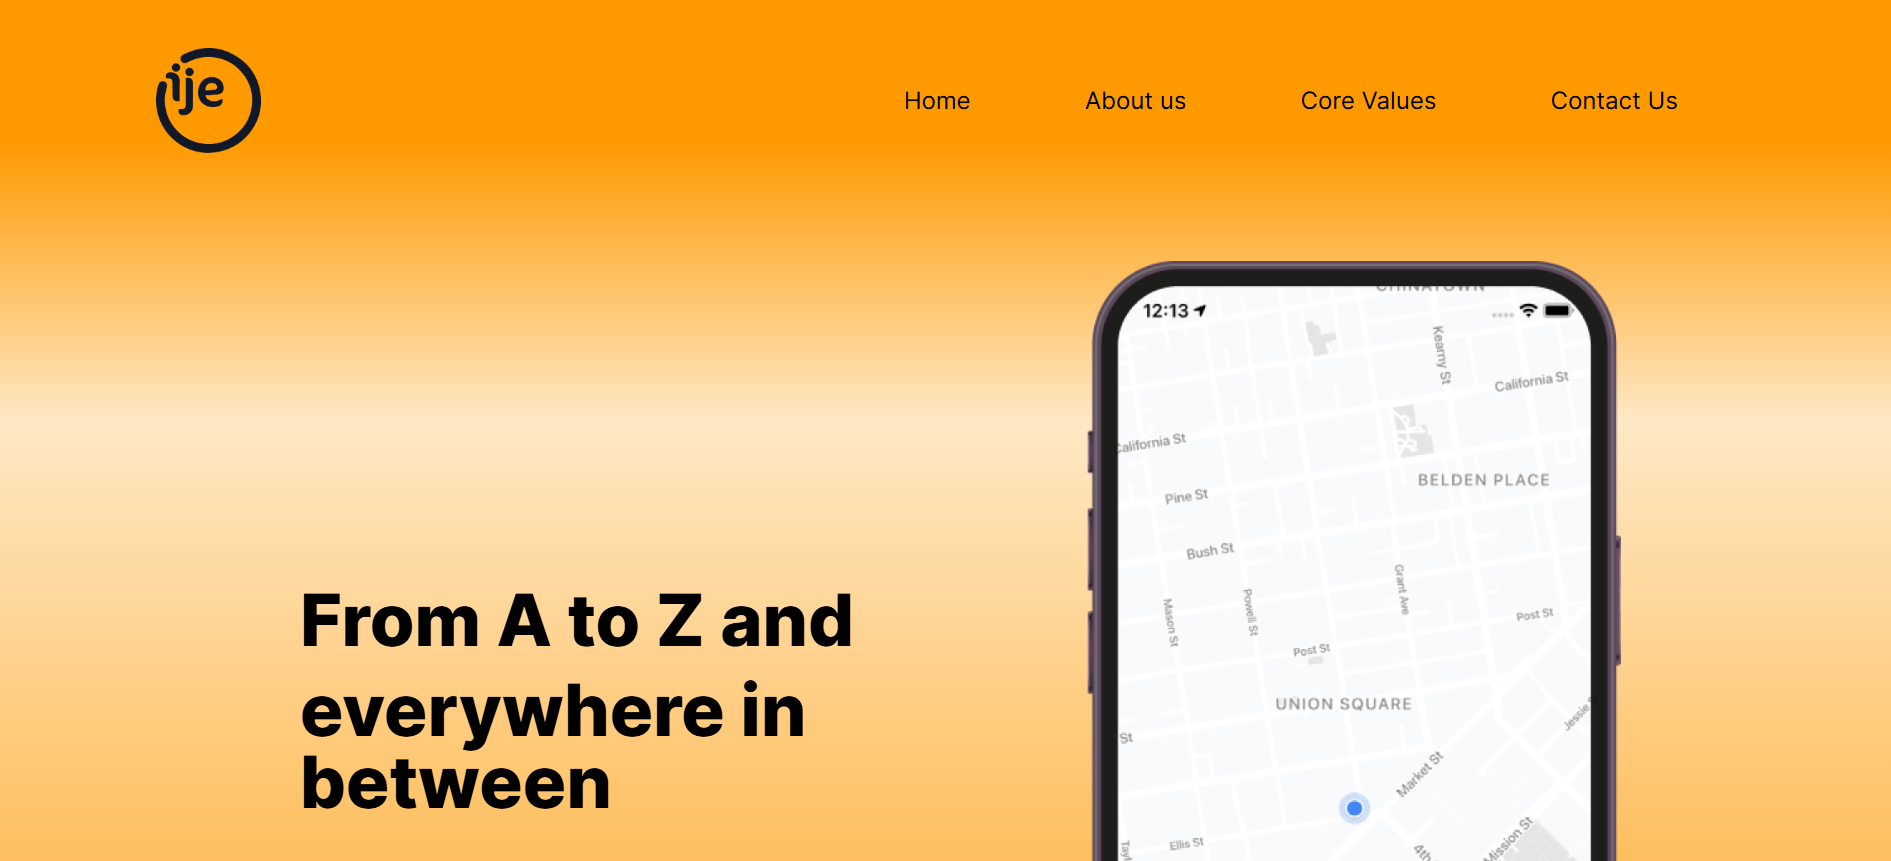 ije
Home
About us
Core Values
Contact Us
From A to Z and
everywhere in
between
12:13
CHINATOWN
Kearny St
California St
California St
BELDEN PLACE
Pine St
Bush St
Grant Ave
Mason St
Powell St
Post St
Post St
UNION SQUARE
Jessie
St
Market St
Ellis St
Mission St
4th